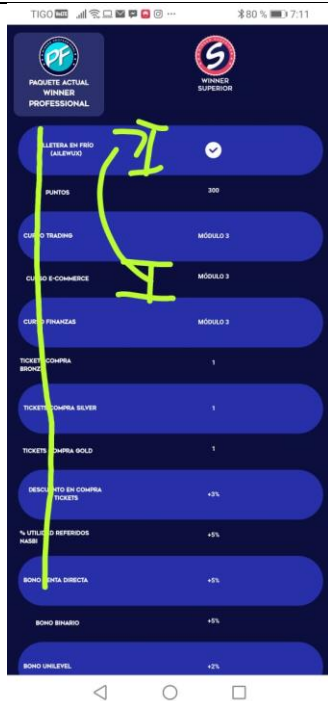 TIGO 80 % 7:11
PF S
PAQUETE ACTUAL
WINNER
PROFESSIONAL
WINNER
SUPERIOR
LLETERA EN FRÍO
(AILEWUX)
PUNTOS 300
CURSO TRADING MÓDULO 3
CURSO E-COMMERCE MÓDULO 3
CURSO FINANZAS MÓDULO 3
TICKETS COMPRA
BRONZE 1
TICKETS COMPRA SILVER 1
TICKETS COMPRA GOLD 1
DESCUENTO EN COMPRA
TICKETS +3%
% UTILIDAD REFERIDOS
NASBI +5%
BONO VENTA DIRECTA +5%
BONO BINARIO +5%
BONO UNILEVEL +2%